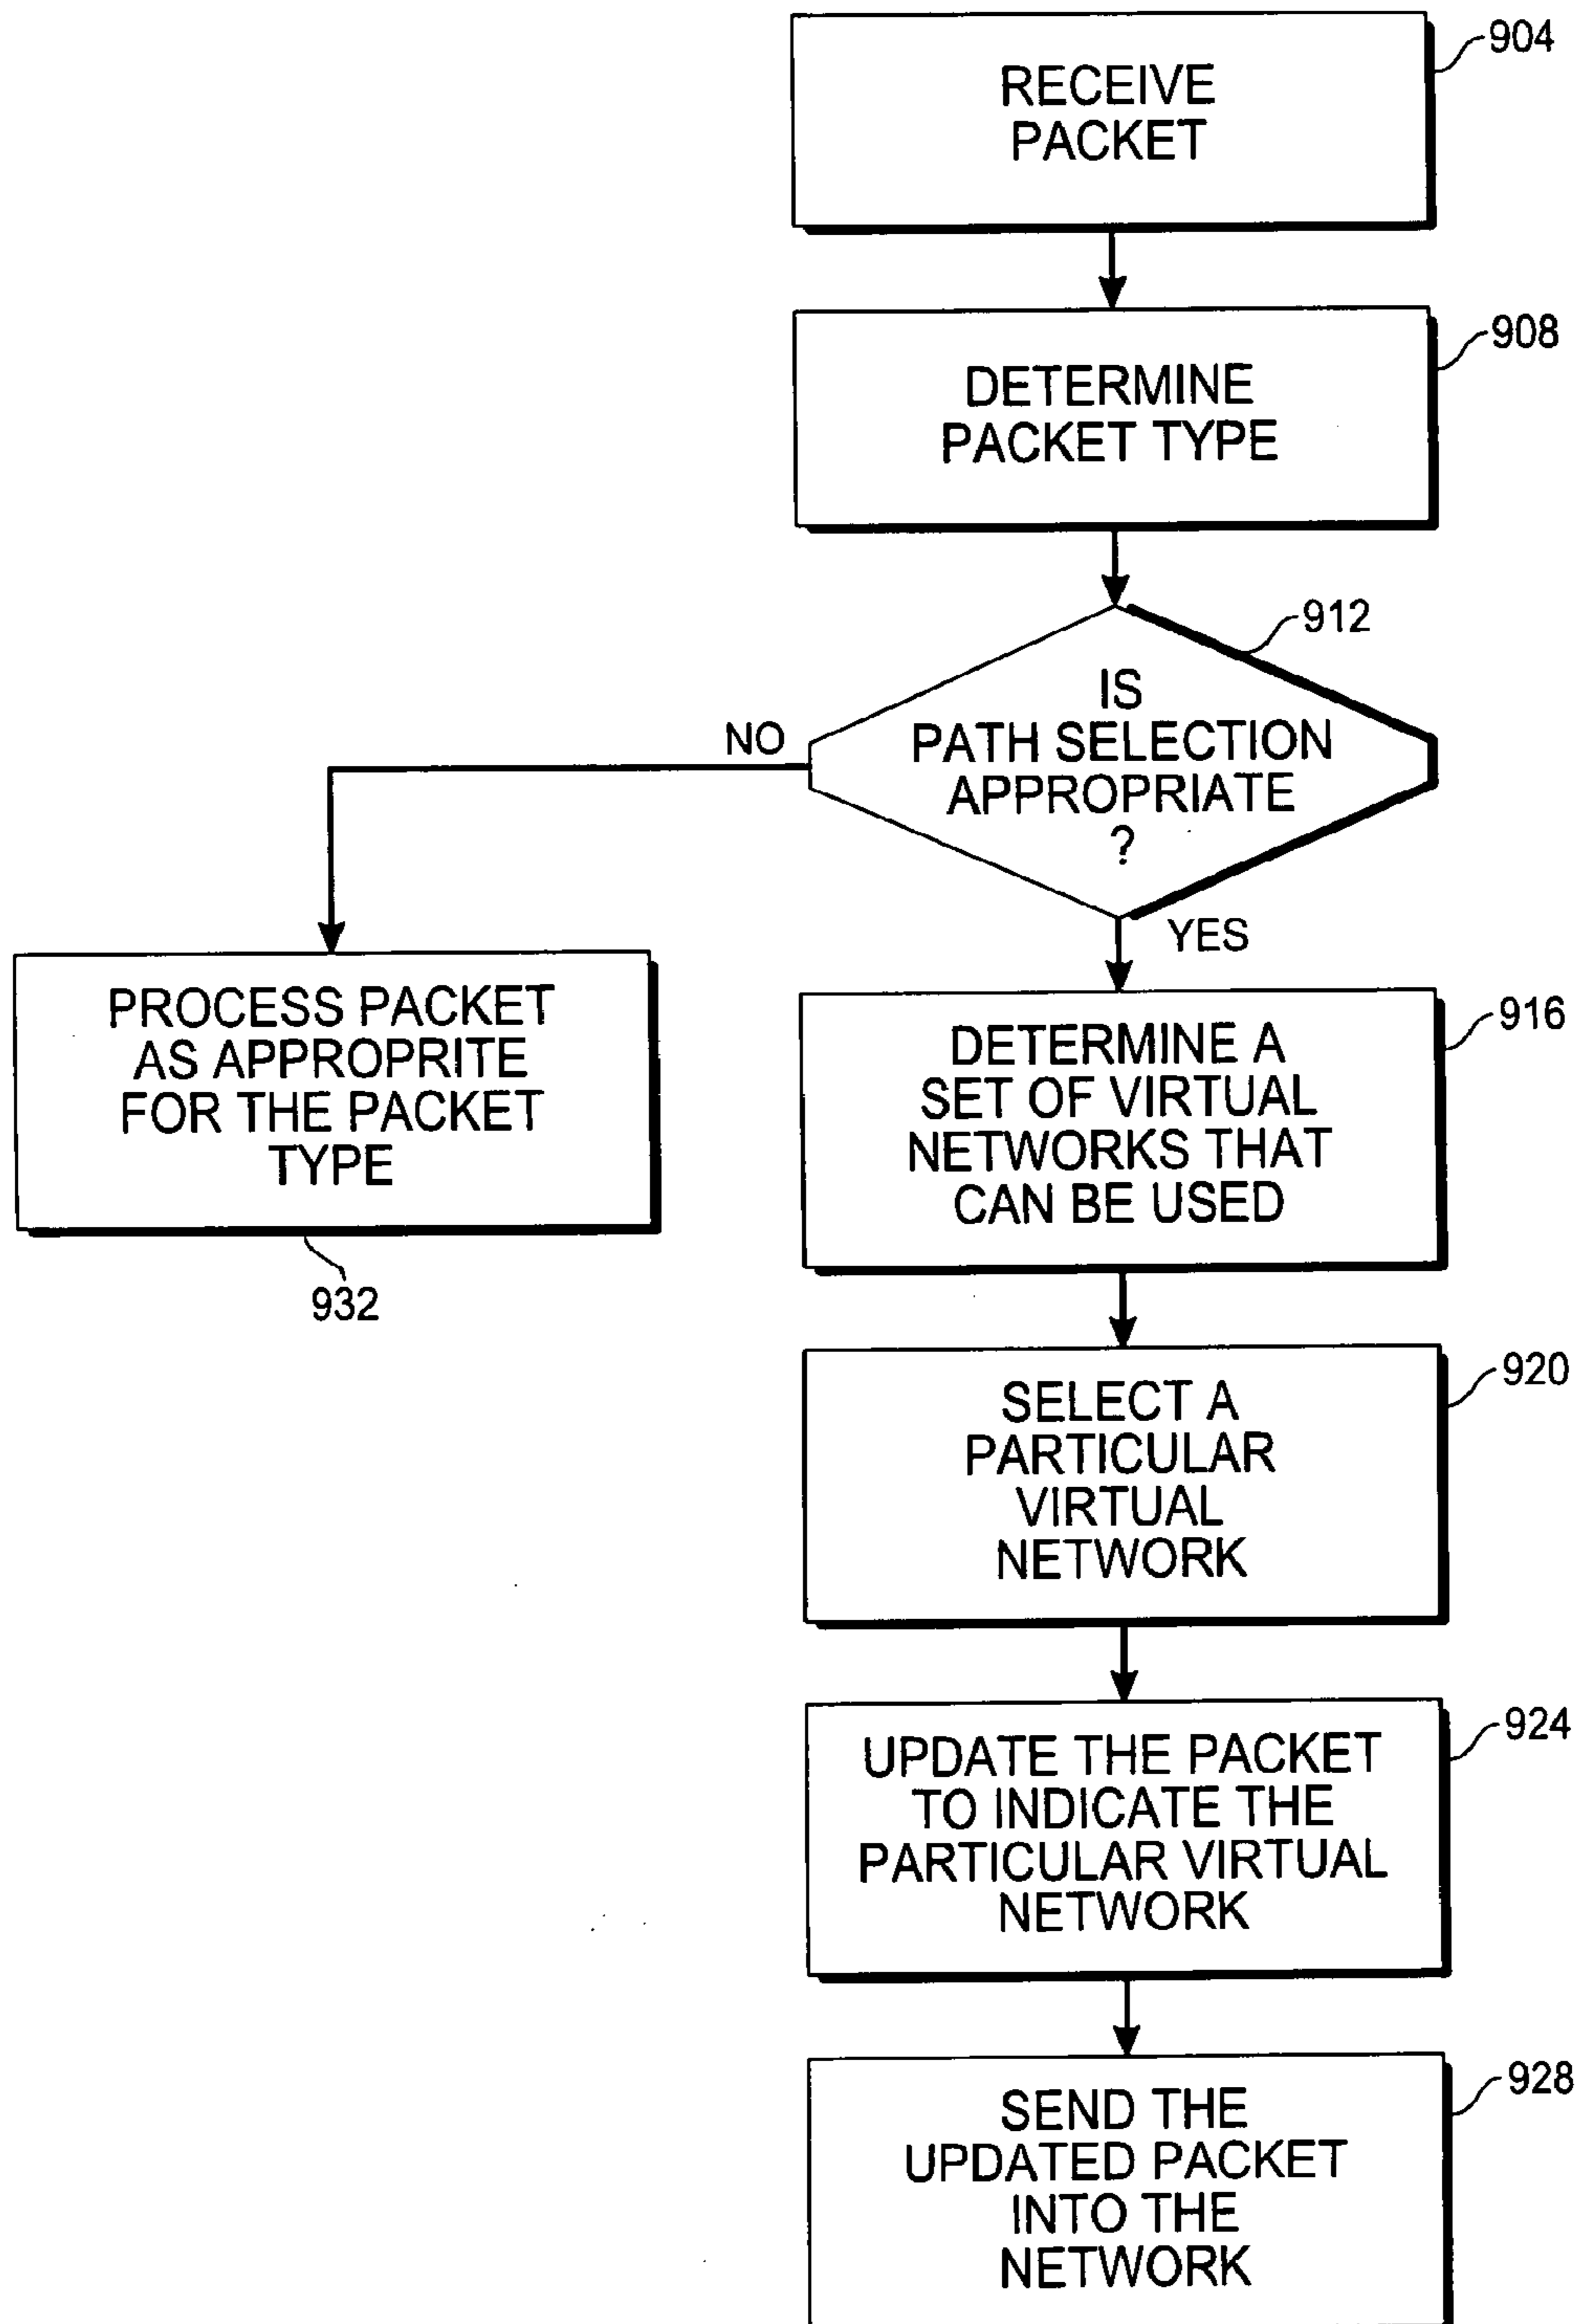 904
RECEIVE
PACKET
908
DETERMINE
PACKET TYPE
912
IS
PATH SELECTION
APPROPRIATE
?
NO
YES
PROCESS PACKET
AS APPROPRITE
FOR THE PACKET
TYPE
932
916
DETERMINE A
SET OF VIRTUAL
NETWORKS THAT
CAN BE USED
920
SELECT A
PARTICULAR
VIRTUAL
NETWORK
924
UPDATE THE PACKET
TO INDICATE THE
PARTICULAR VIRTUAL
NETWORK
928
SEND THE
UPDATED PACKET
INTO THE
NETWORK